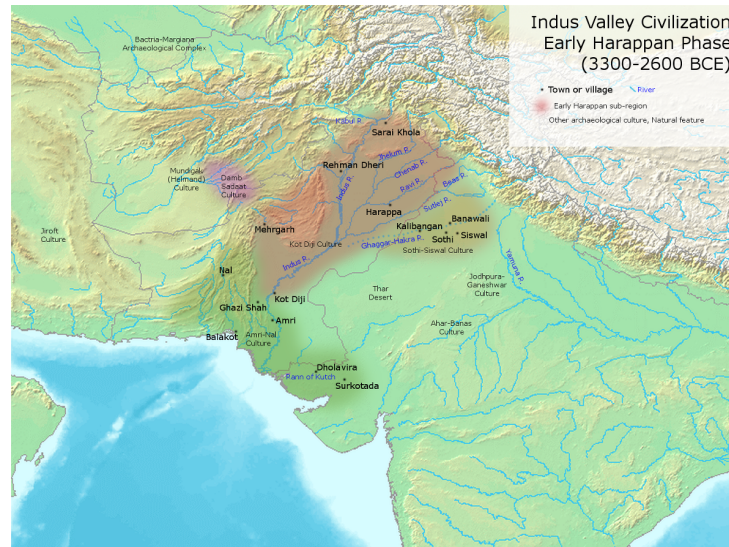 Indus Valley Civilization
Early Harappan Phase
(3300-2600 BCE)
Town or village
River
Early Harappan sub-region
Other archaeological culture, Natural feature
Bactria-Margiana
Archaeological Complex
Kabul R.
Sarai Khola
Jhelum R.
Rehman Dheri
Chenab R.
Mundigak
(Helmand)
Culture
Damb
Sadaat
Culture
Indus R.
Ravi R.
Beas R.
Sutlej R.
Harappa
Mehrgarh
Kalibangan
Banawali
Jiroft
Culture
Kot Diji Culture
Ghaggar-Hakra R.
Sothi
Siswal
Sothi-Siswal Culture
Indus R.
Yamuna R.
Nal
Jodhpura-
Ganeshwar
Culture
Thar
Desert
Kot Diji
Ghazi Shah
Amri
Ahar-Banas
Culture
Balakot
Amri-Nal
Culture
Dholavira
Rann of Kutch
Surkotada